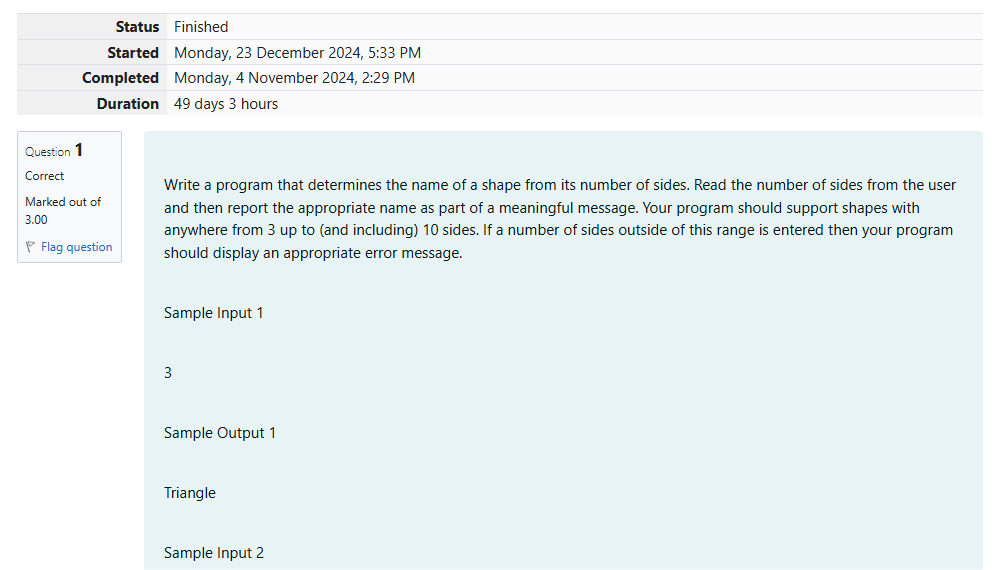 Status Finished
Started Monday, 23 December 2024, 5:33 PM
Completed Monday, 4 November 2024, 2:29 PM
Duration 49 days 3 hours
Question 1
Correct
Marked out of
3.00
Flag question
Write a program that determines the name of a shape from its number of sides. Read the number of sides from the user
and then report the appropriate name as part of a meaningful message. Your program should support shapes with
anywhere from 3 up to (and including) 10 sides. If a number of sides outside of this range is entered then your program
should display an appropriate error message.
Sample Input 1
3
Sample Output 1
Triangle
Sample Input 2